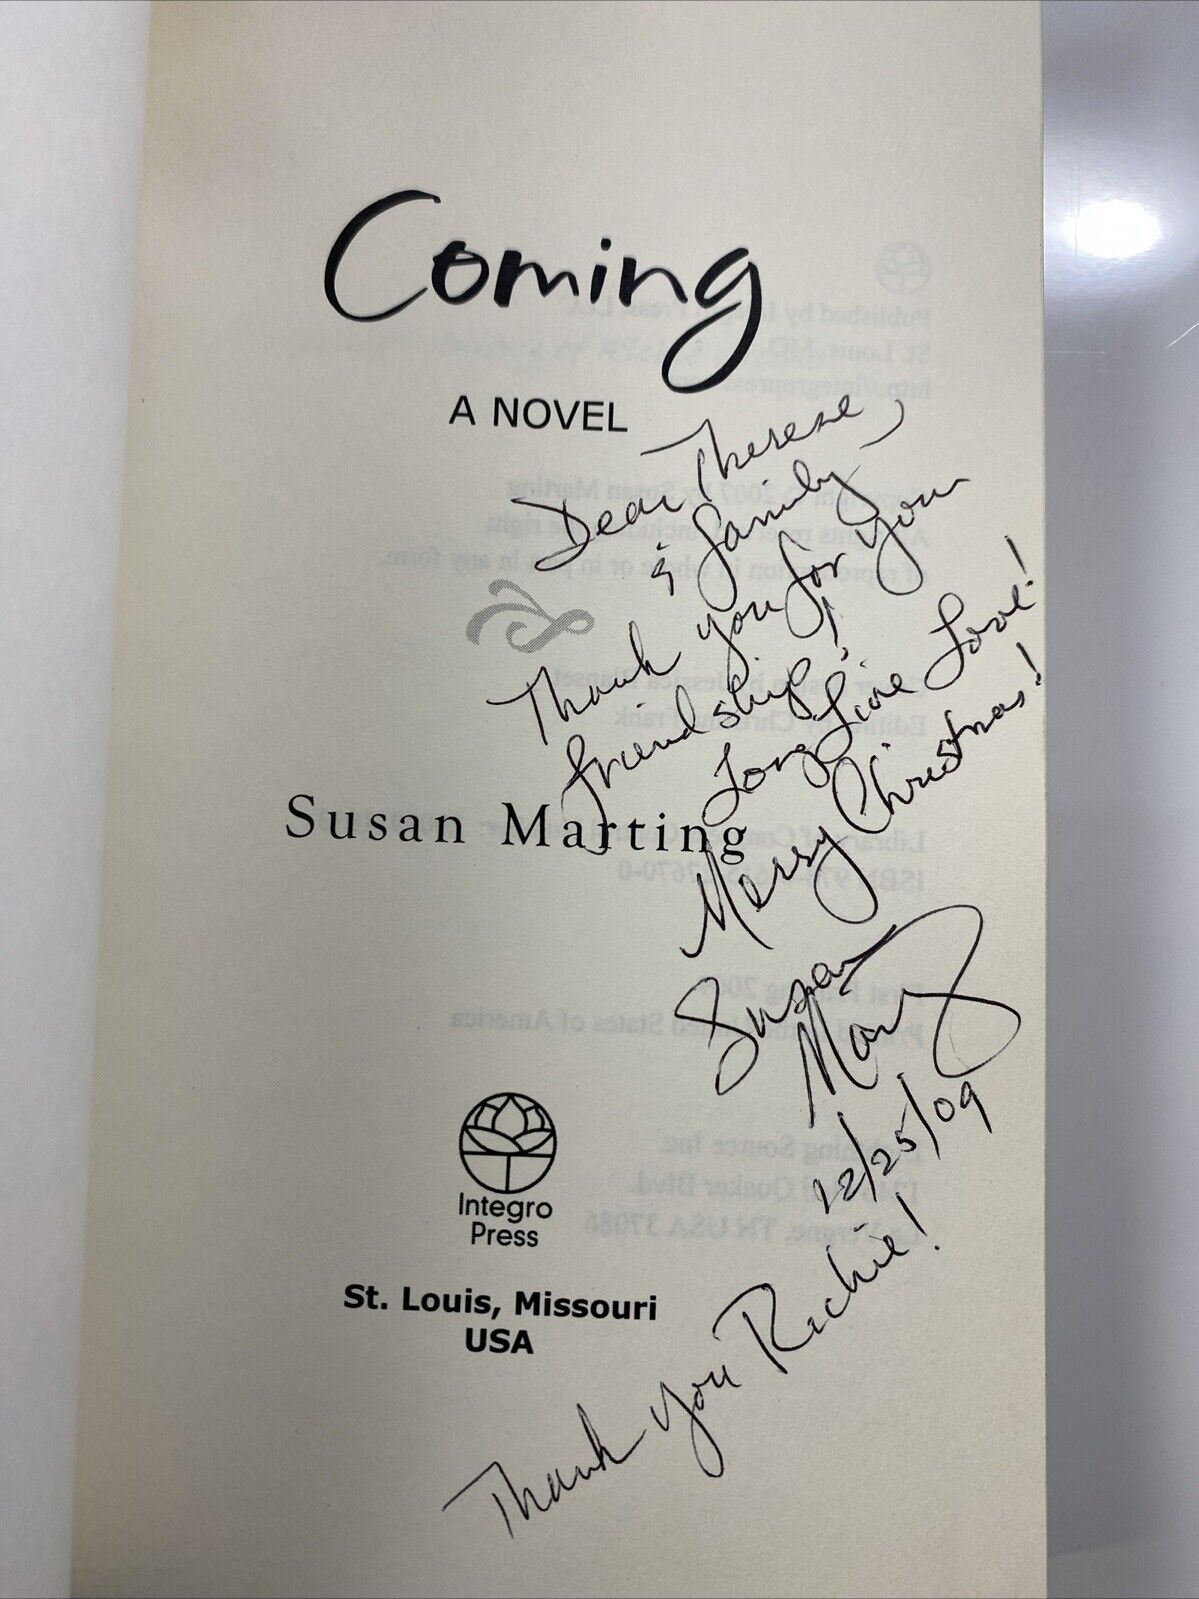 Coming
A NOVEL
Dear Therese,
& family,
Thank you for your
friendship!
Long Live Love!
Merry Christmas!
Susan Marting
Susan
Marting
12/25/09
Integro
Press
St. Louis, Missouri
USA
Thank you Richie!